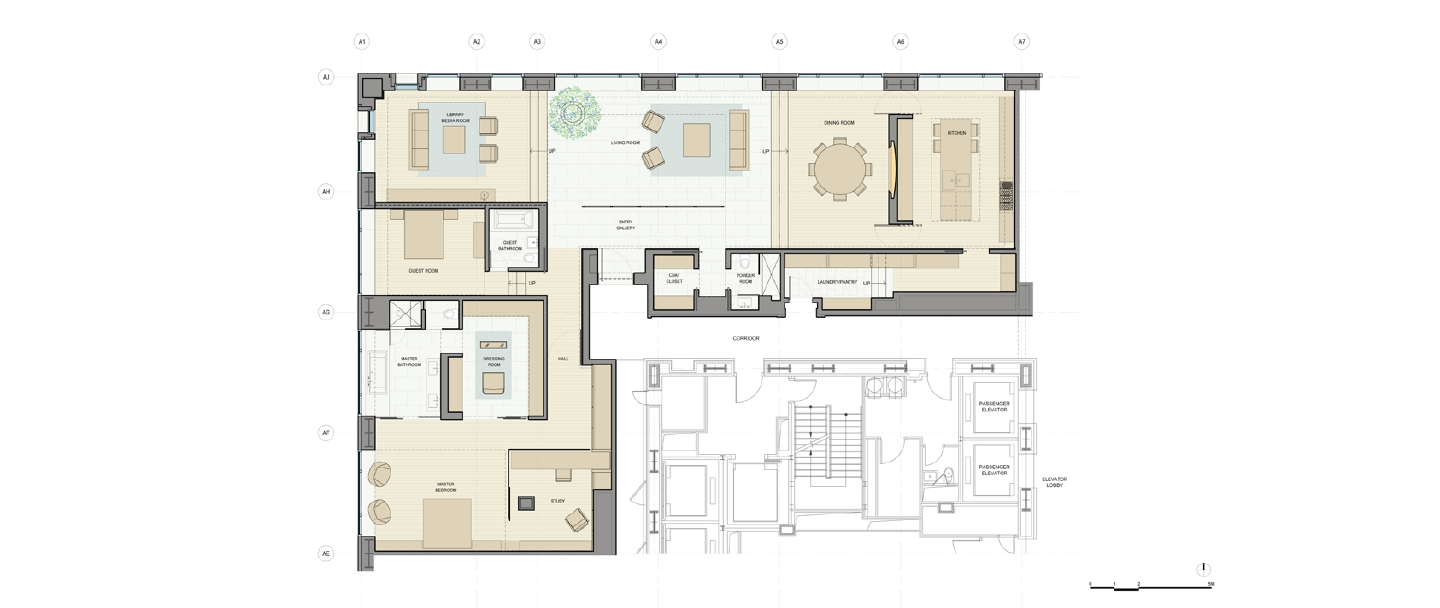 A1 A2 A3 A4 A5 A6 A7
AJ
LIBRARY
MEDIA ROOM
DINING ROOM
KITCHEN
LIVING ROOM
UP
UP
AH
ENTRY
GALLERY
GUEST
BATHROOM
GUEST ROOM
COAT
CLOSET
POWDER
ROOM
UP
LAUNDRY/PANTRY
UP
AG
CORRIDOR
MASTER
BATHROOM
DRESSING
ROOM
HALL
PASSENGER
ELEVATOR
AF
PASSENGER
ELEVATOR
ELEVATOR
LOBBY
MASTER
BEDROOM
STUDY
AE
0 1 2 5M